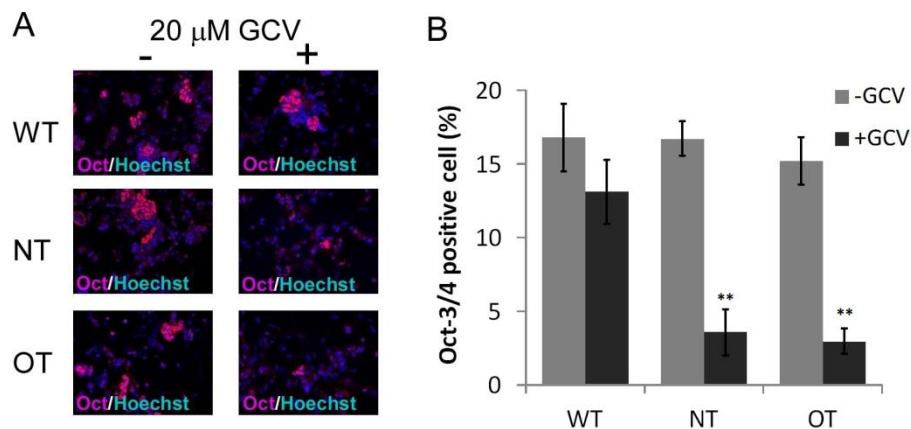 A
20 μM GCV
-
+
WT
Oct/Hoechst
Oct/Hoechst
NT
Oct/Hoechst
Oct/Hoechst
OT
Oct/Hoechst
Oct/Hoechst
B
Oct-3/4 positive cell (%)
20
15
10
5
0
-GCV
+GCV
**
**
WT NT OT